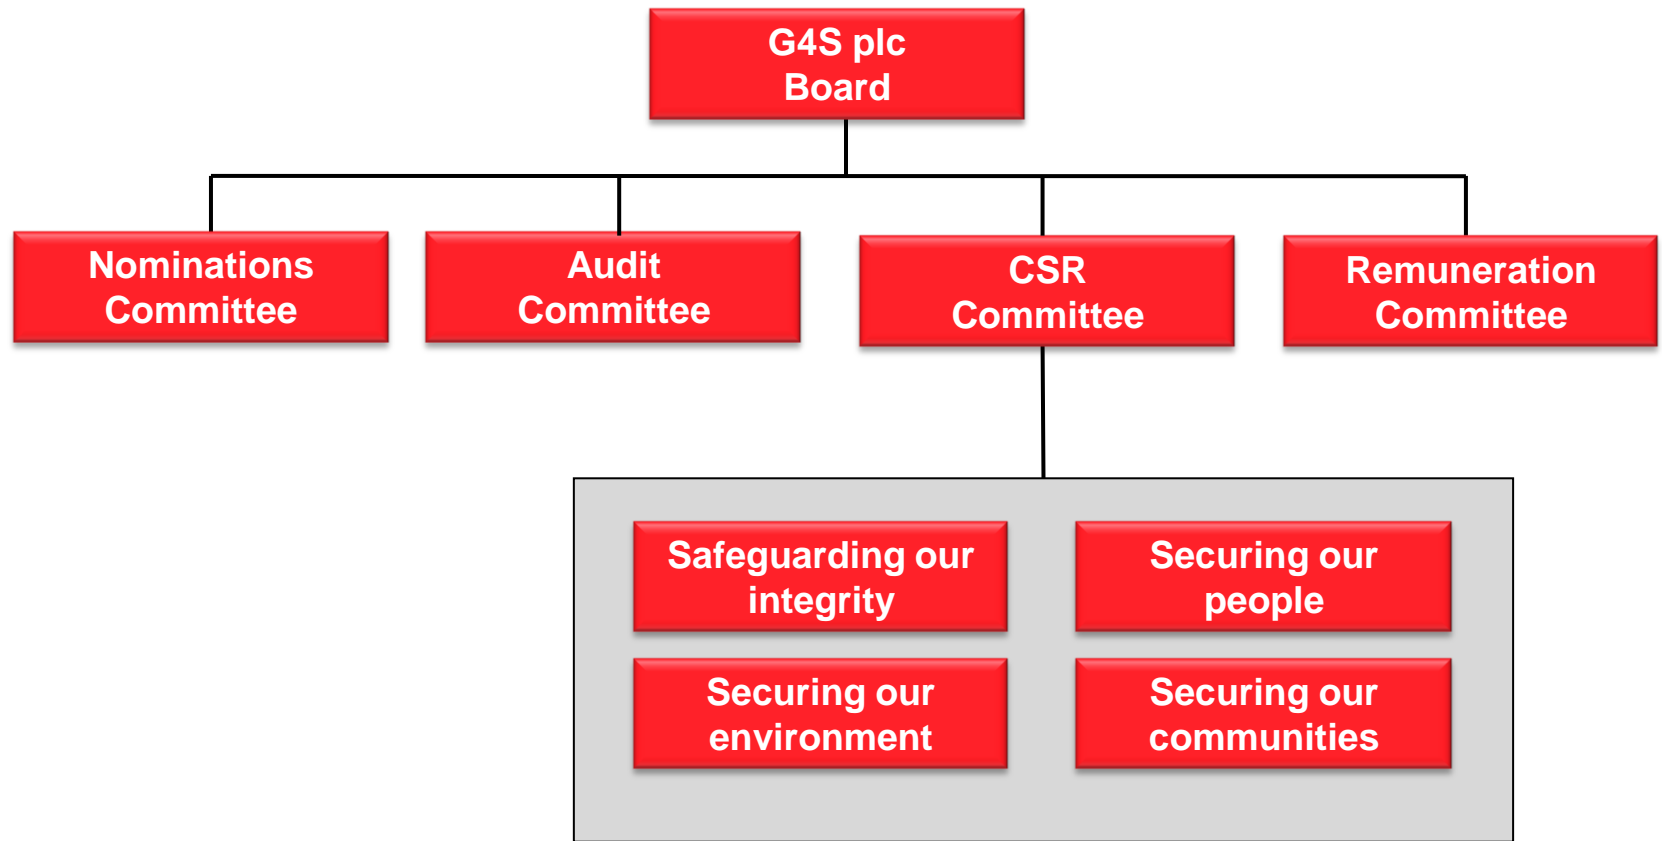 G4S plc
Board
Nominations
Committee
Audit
Committee
CSR
Committee
Remuneration
Committee
Safeguarding our
integrity
Securing our
people
Securing our
environment
Securing our
communities